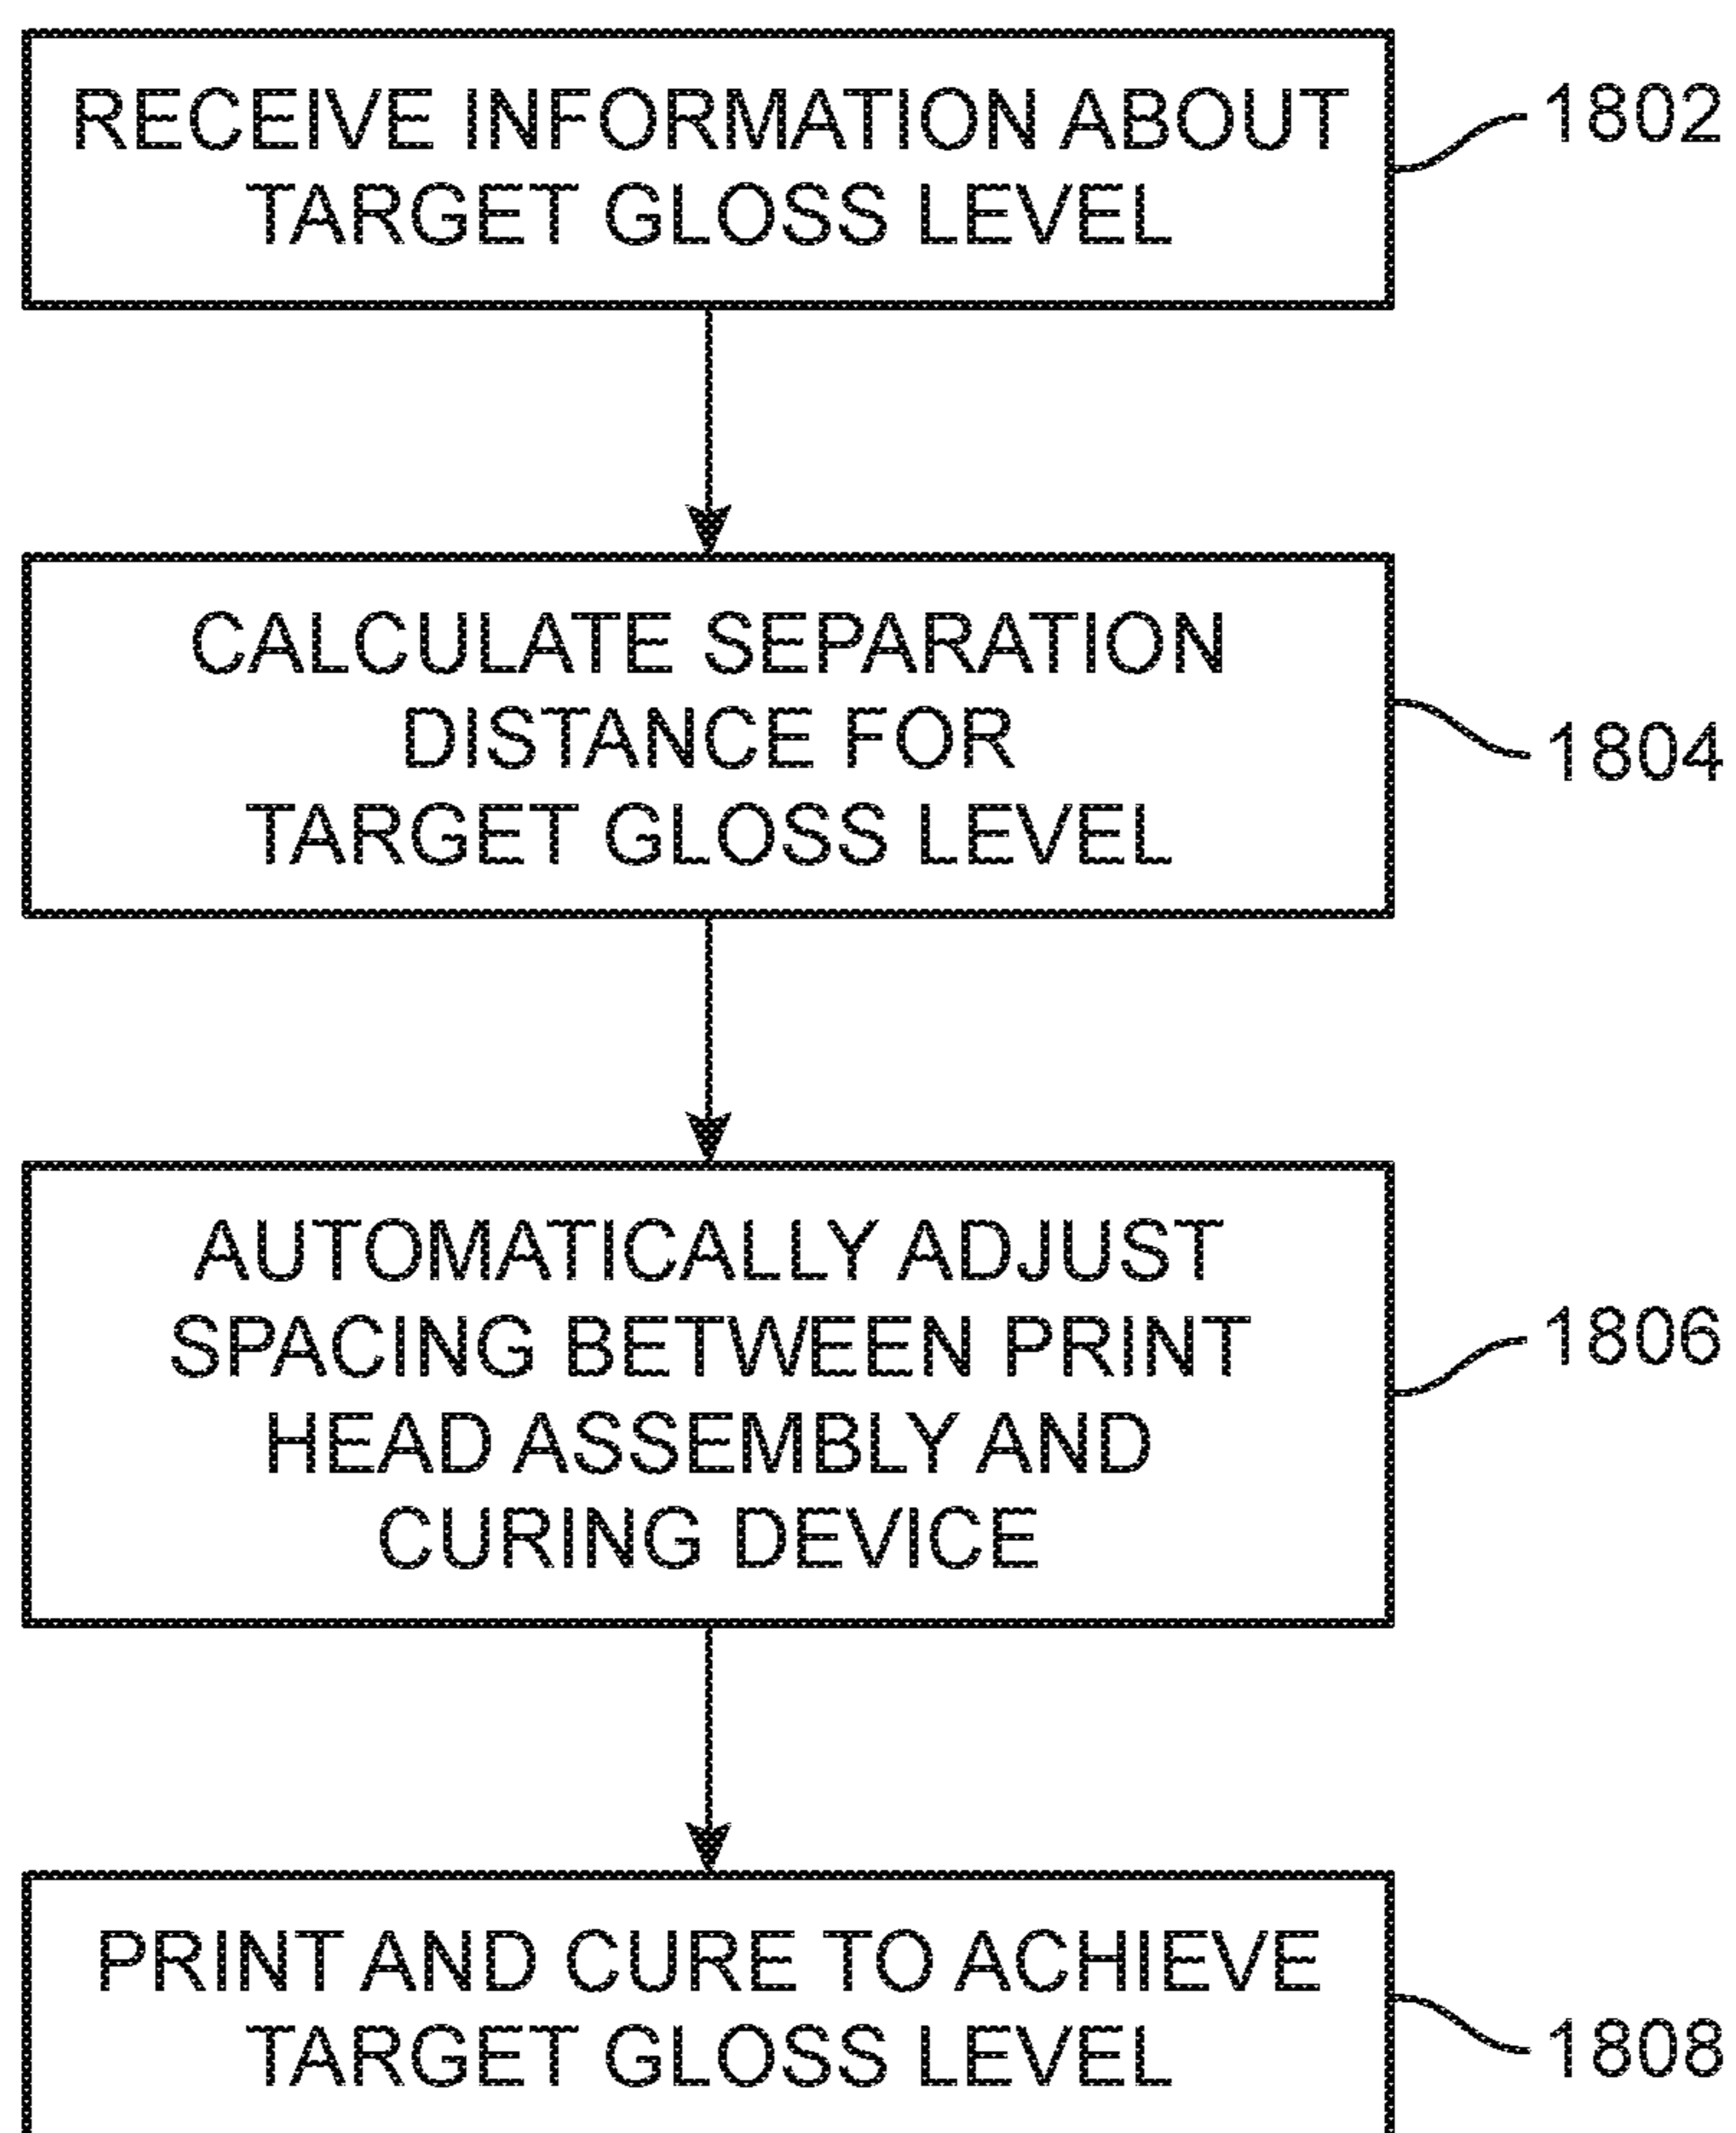 RECEIVE INFORMATION ABOUT
TARGET GLOSS LEVEL
1802
CALCULATE SEPARATION
DISTANCE FOR
TARGET GLOSS LEVEL
1804
AUTOMATICALLY ADJUST
SPACING BETWEEN PRINT
HEAD ASSEMBLY AND
CURING DEVICE
1806
PRINT AND CURE TO ACHIEVE
TARGET GLOSS LEVEL
1808